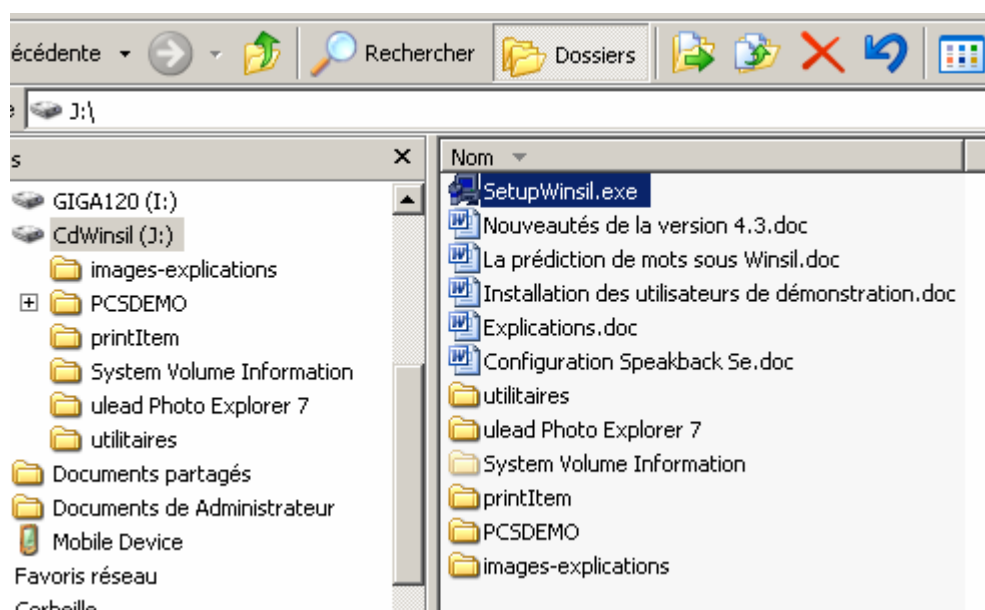 écédente
Rechercher
Dossiers
J:\
s
Nom
GIGA120 (I:)
CdWinsil (J:)
images-explications
PCSDEMO
printItem
System Volume Information
ulead Photo Explorer 7
utilitaires
Documents partagés
Documents de Administrateur
Mobile Device
Favoris réseau
Corbeille
SetupWinsil.exe
Nouveautés de la version 4.3.doc
La prédiction de mots sous Winsil.doc
Installation des utilisateurs de démonstration.doc
Explications.doc
Configuration Speakback Se.doc
utilitaires
ulead Photo Explorer 7
System Volume Information
printItem
PCSDEMO
images-explications